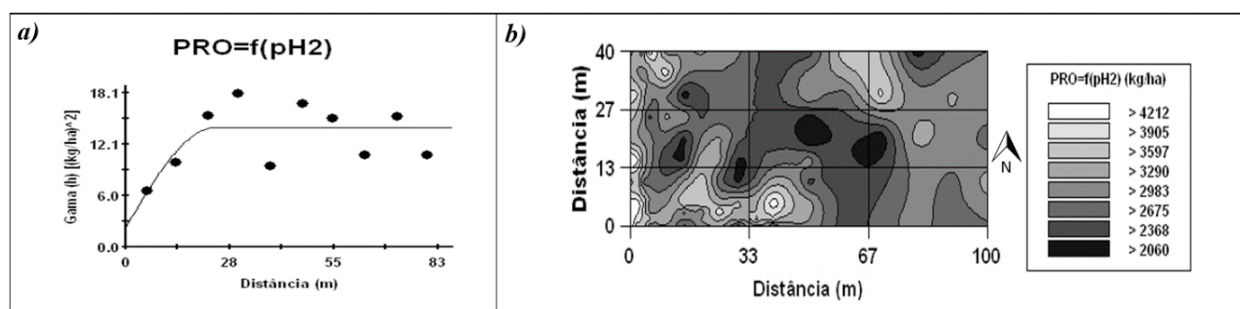 a)
PRO=f(pH2)
Gama (h) [(kg/ha)^2]
18.1
12.1
6.0
0.0
0
28
55
83
Distância (m)
b)
Distância (m)
40
27
13
0
0
33
67
100
Distância (m)
N
PRO=f(pH2) (kg/ha)
> 4212
> 3905
> 3597
> 3290
> 2983
> 2675
> 2368
> 2060